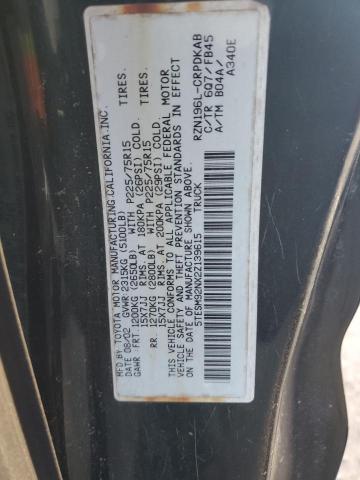 MFD BY TOYOTA MOTOR MANUFACTURING CALIFORNIA, INC.
DATE 08/02 GVWR 2315KG (5100LB)
GAWR FRT 1200KG (2650LB) WITH P225/75R15 TIRES.
15X7JJ RIMS. AT 180KPA (26PSI) COLD.
RR. 1270KG (2800LB) WITH P225/75R15 TIRES.
15X7JJ RIMS. AT 200KPA (29PSI) COLD.
THIS VEHICLE CONFORMS TO ALL APPLICABLE FEDERAL MOTOR
VEHICLE SAFETY AND THEFT PREVENTION STANDARDS IN EFFECT
ON THE DATE OF MANUFACTURE SHOWN ABOVE.
5TESM92NX2Z139615 TRUCK
RZN196L-CRPDKAB
C/TR 6Q7/FB45
A/TM B04A/
A340E